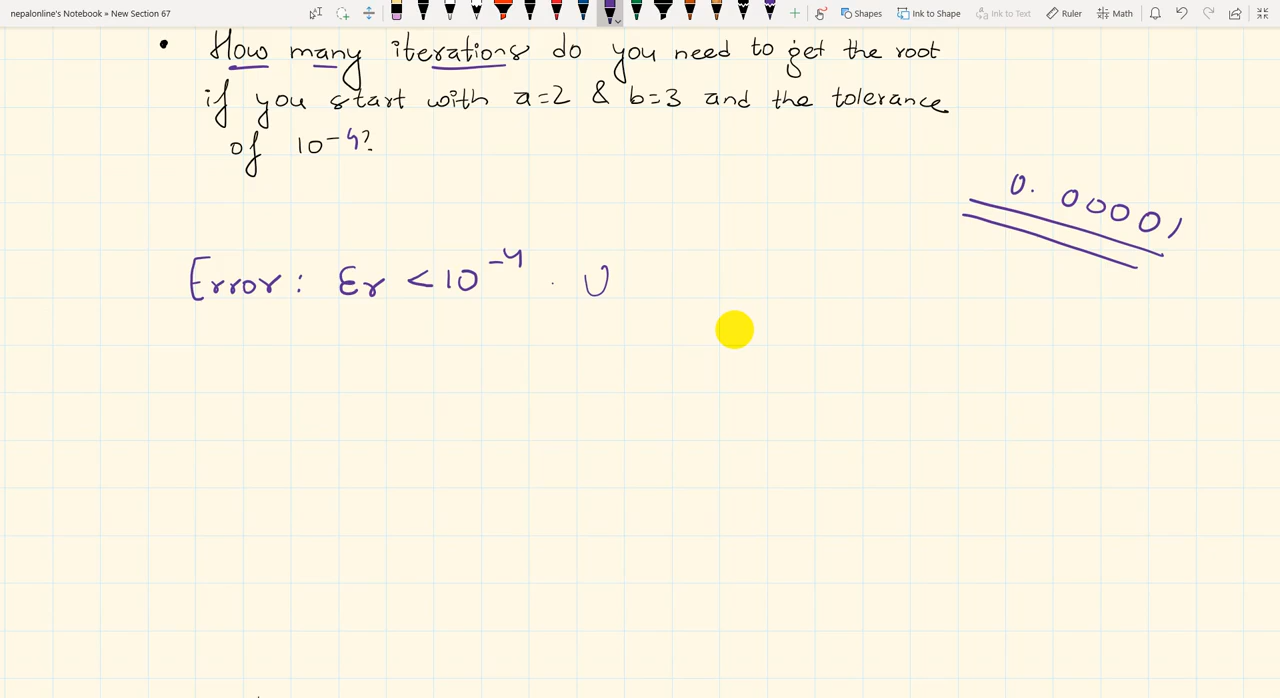 nepalonline's Notebook » New Section 67
Shapes Ink to Shape Ink to Text Ruler Math
• How many iterations do you need to get the root
if you start with a=2 & b=3 and the tolerance
of 10⁻⁴?
0.00001
Error: Er < 10⁻⁴ . U